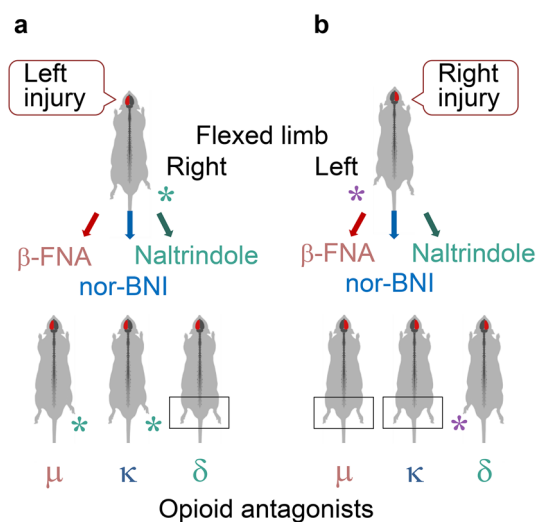 a
Left
injury
Flexed limb
Right
*
β-FNA
nor-BNI
Naltrindole
* *
μ κ δ
b
Right
injury
Left
*
β-FNA
nor-BNI
Naltrindole
*
μ κ δ
Opioid antagonists